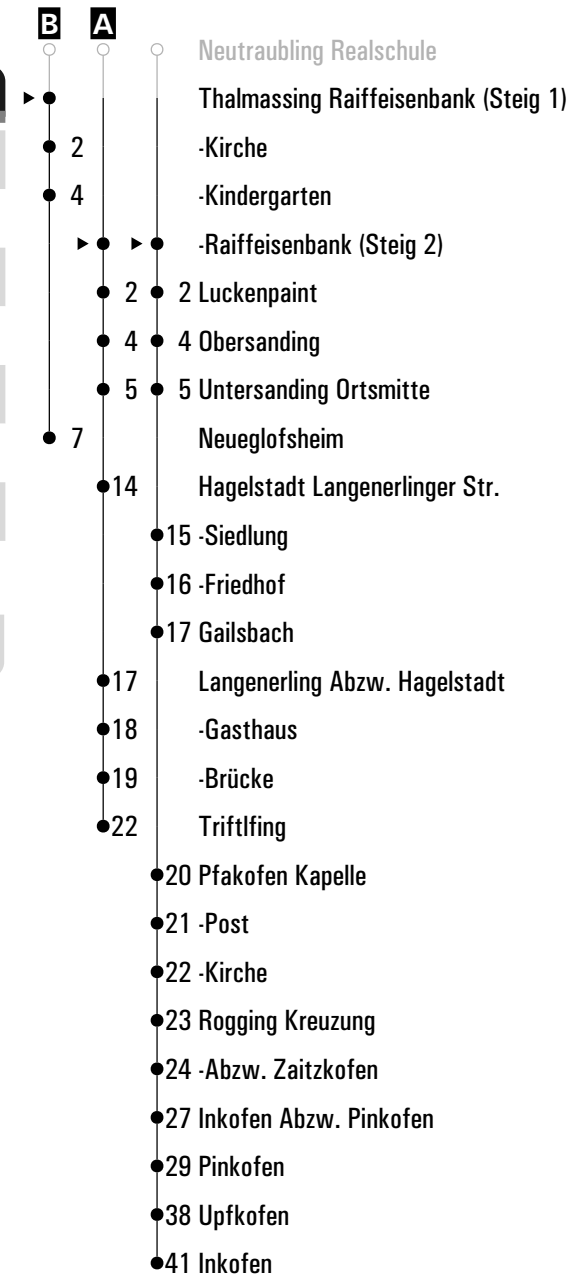 B A
Neutraubling Realschule
Thalmassing Raiffeisenbank (Steig 1)
2 -Kirche
4 -Kindergarten
-Raiffeisenbank (Steig 2)
2 2 Luckenpaint
4 4 Obersanding
5 5 Untersanding Ortsmitte
7 Neueglofsheim
14 Hagelstadt Langenerlinger Str.
15 -Siedlung
16 -Friedhof
17 Gailsbach
17 Langenerling Abzw. Hagelstadt
18 -Gasthaus
19 -Brücke
22 Triftlfing
20 Pfakofen Kapelle
21 -Post
22 -Kirche
23 Rogging Kreuzung
24 -Abzw. Zaitzkofen
27 Inkofen Abzw. Pinkofen
29 Pinkofen
38 Upfkofen
41 Inkofen